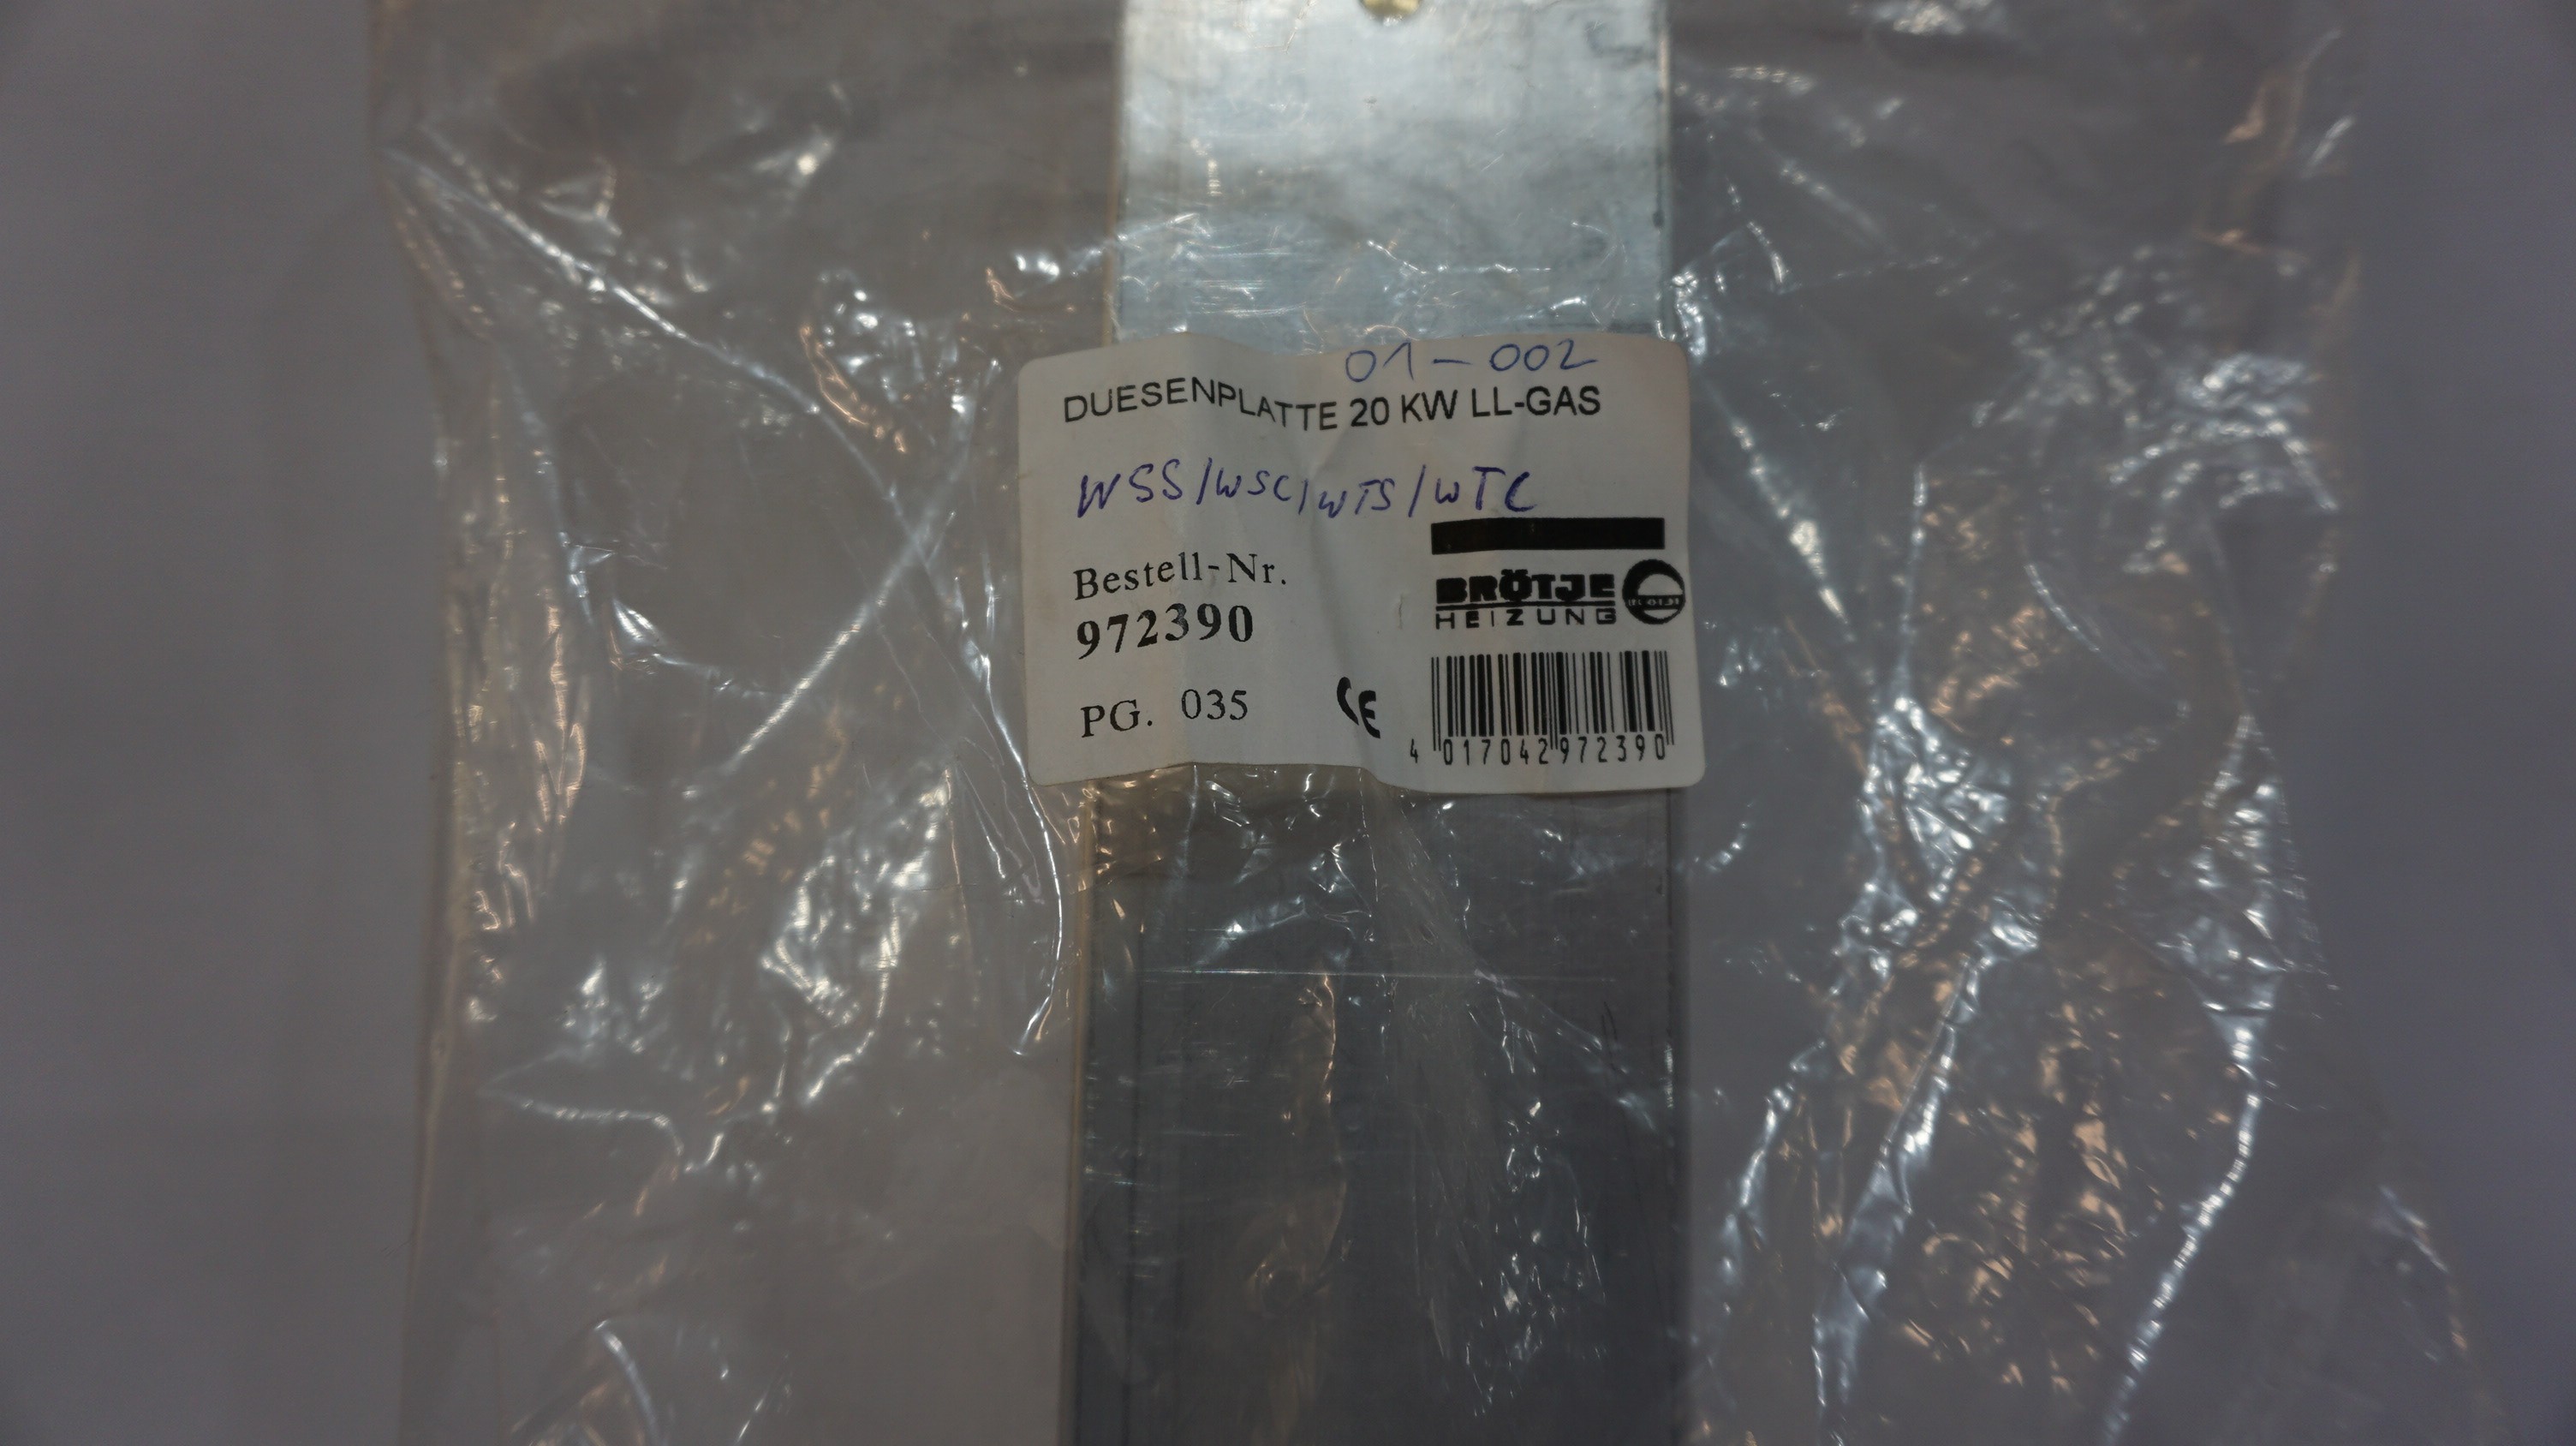 01-002
DUESENPLATTE 20 KW LL-GAS
WSS/WSC/WTS/WTC
Bestell-Nr.
972390
PG. 035
CE
BRÖTJE
HEIZUNG
4 017042 972390